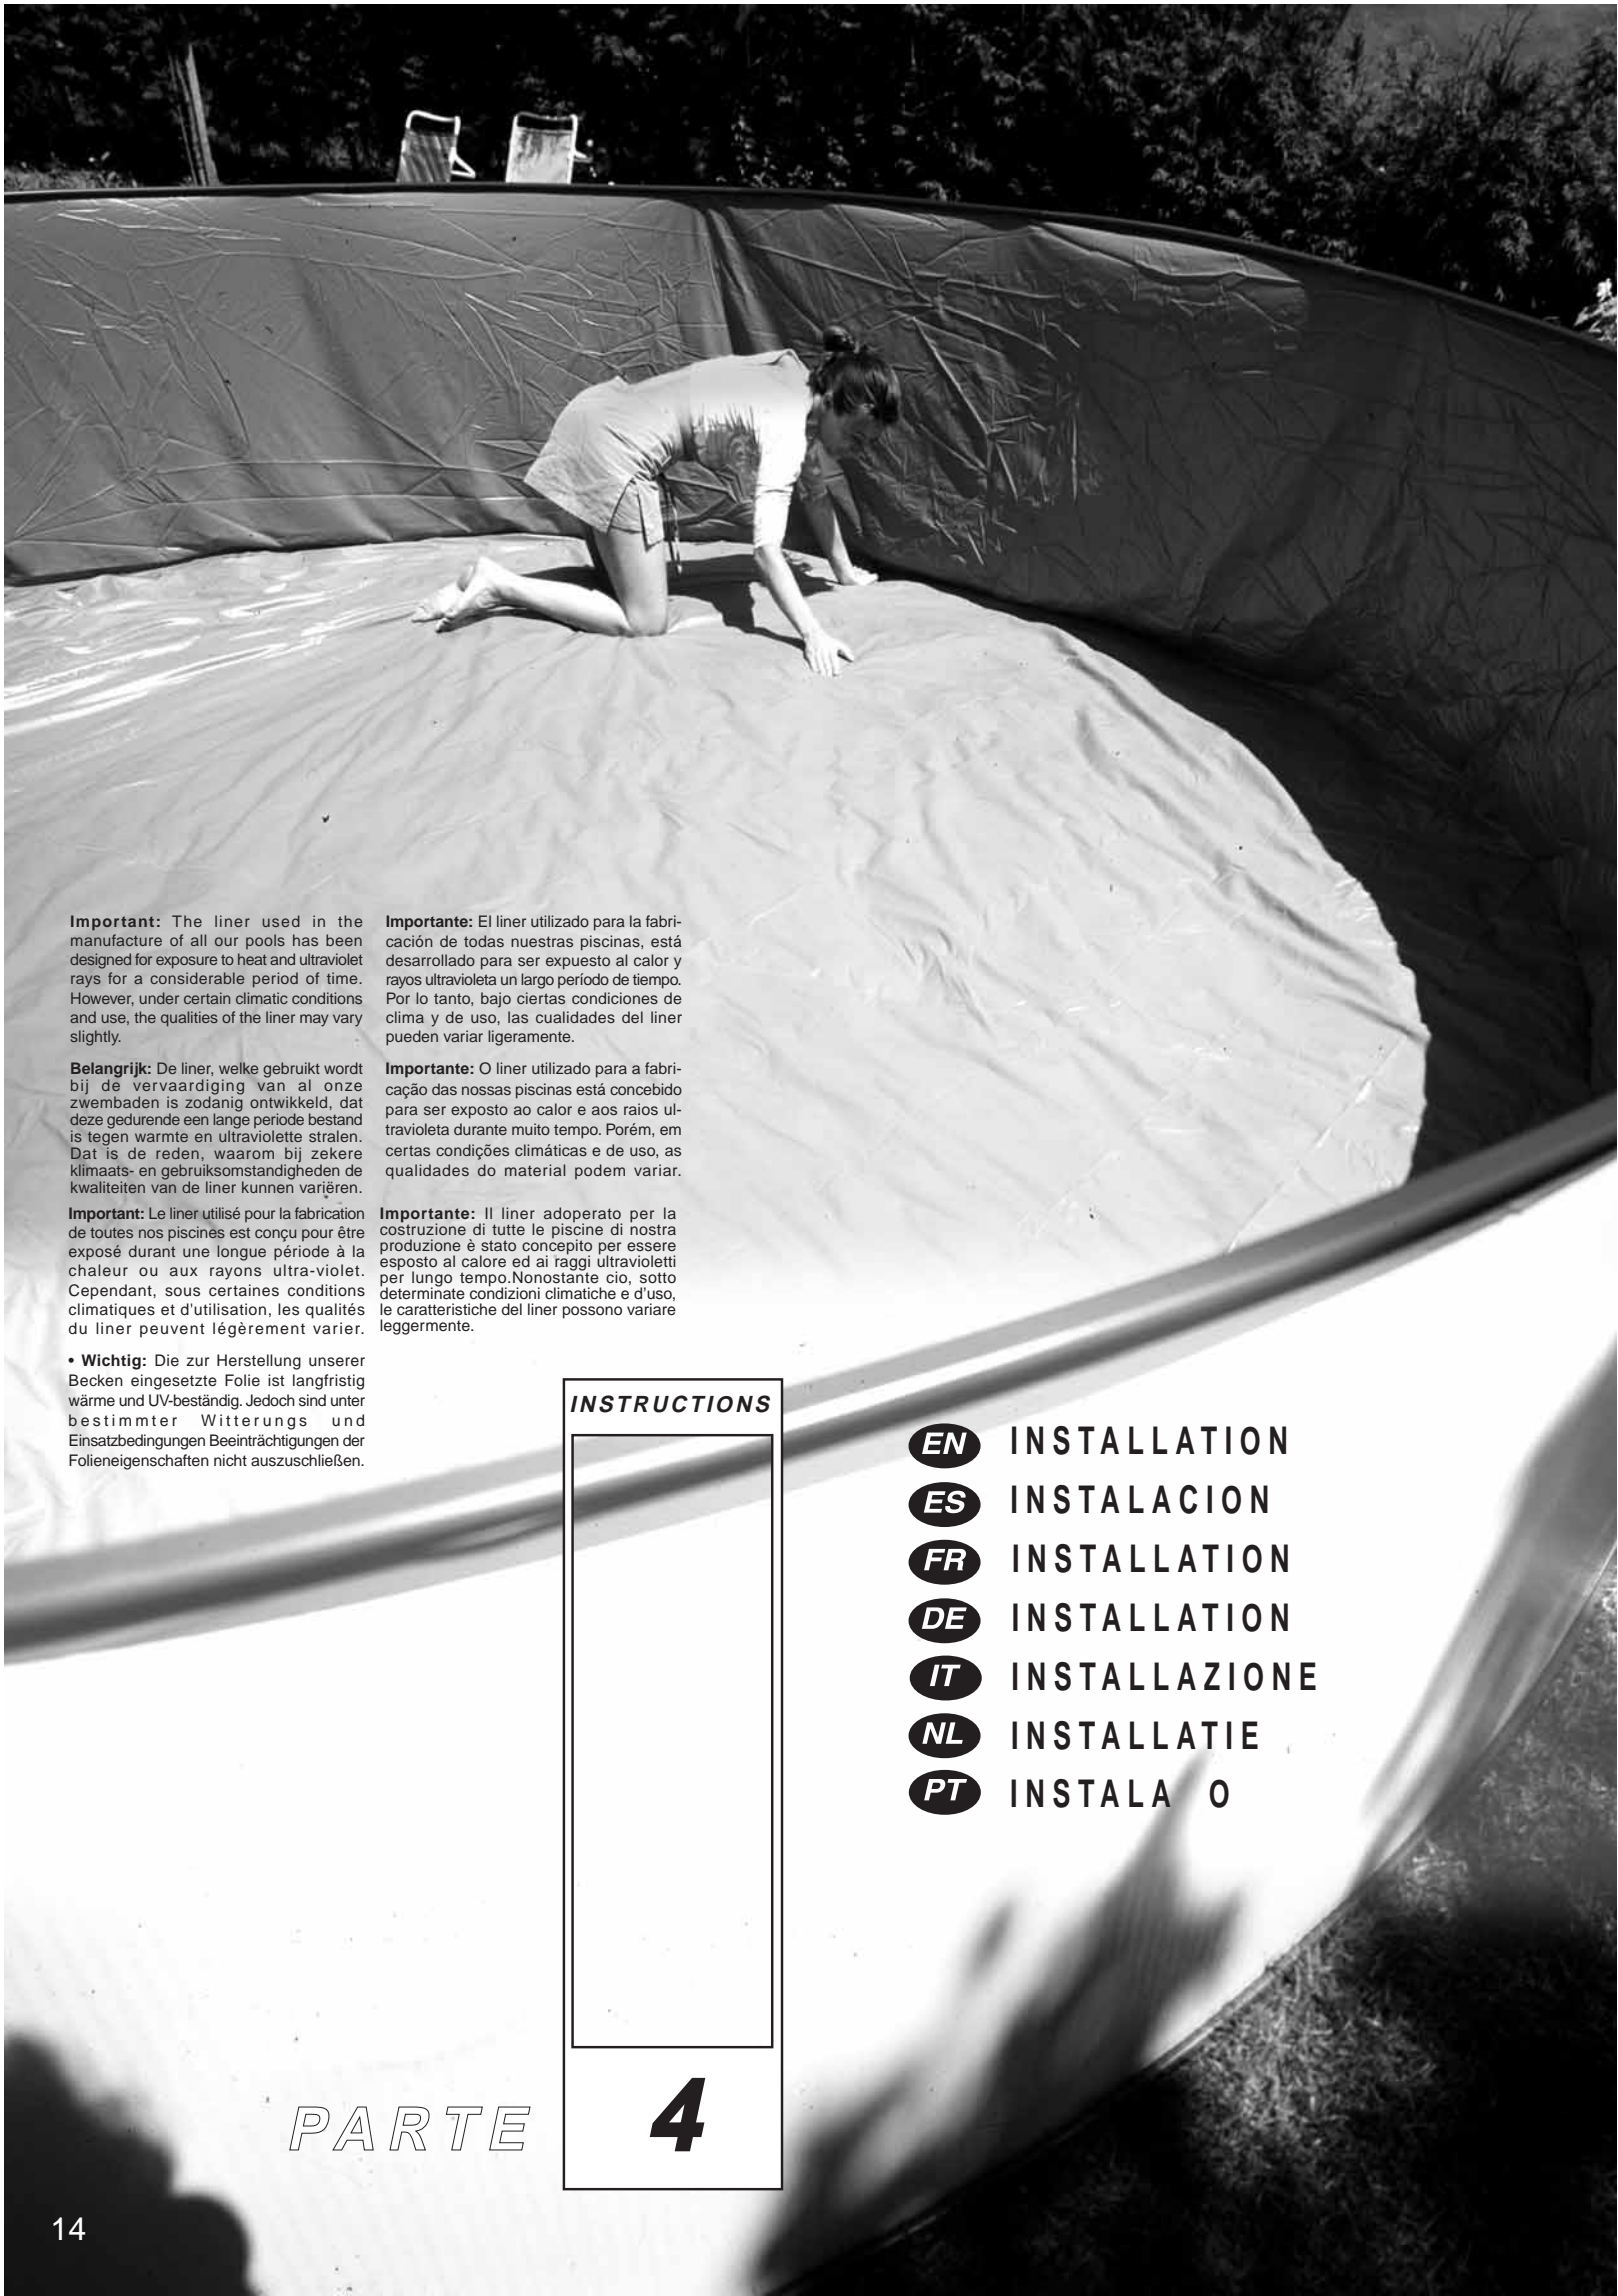 Important: The liner used in the
manufacture of all our pools has been
designed for exposure to heat and ultraviolet
rays for a considerable period of time.
However, under certain climatic conditions
and use, the qualities of the liner may vary
slightly.
Belangrijk: De liner, welke gebruikt wordt
bij de vervaardiging van al onze
zwembaden is zodanig ontwikkeld, dat
deze gedurende een lange periode bestand
is tegen warmte en ultraviolette stralen.
Dat is de reden, waarom bij zekere
klimaats- en gebruiksomstandigheden de
kwaliteiten van de liner kunnen variëren.
Important: Le liner utilisé pour la fabrication
de toutes nos piscines est conçu pour être
exposé durant une longue période à la
chaleur ou aux rayons ultra-violet.
Cependant, sous certaines conditions
climatiques et d'utilisation, les qualités
du liner peuvent légèrement varier.
• Wichtig: Die zur Herstellung unserer
Becken eingesetzte Folie ist langfristig
wärme und UV-beständig. Jedoch sind unter
bestimmter Witterungs und
Einsatzbedingungen Beeinträchtigungen der
Folieneigenschaften nicht auszuschließen.
Importante: El liner utilizado para la fabri-
cación de todas nuestras piscinas, está
desarrollado para ser expuesto al calor y
rayos ultravioleta un largo período de tiempo.
Por lo tanto, bajo ciertas condiciones de
clima y de uso, las cualidades del liner
pueden variar ligeramente.
Importante: O liner utilizado para a fabri-
cação das nossas piscinas está concebido
para ser exposto ao calor e aos raios ul-
travioleta durante muito tempo. Porém, em
certas condições climáticas e de uso, as
qualidades do material podem variar.
Importante: Il liner adoperato per la
costruzione di tutte le piscine di nostra
produzione è stato concepito per essere
esposto al calore ed ai raggi ultravioletti
per lungo tempo.Nonostante cio, sotto
determinate condizioni climatiche e d'uso,
le caratteristiche del liner possono variare
leggermente.
INSTRUCTIONS
EN INSTALLATION
ES INSTALACION
FR INSTALLATION
DE INSTALLATION
IT INSTALLAZIONE
NL INSTALLATIE
PT INSTALA O
PARTE 4
14